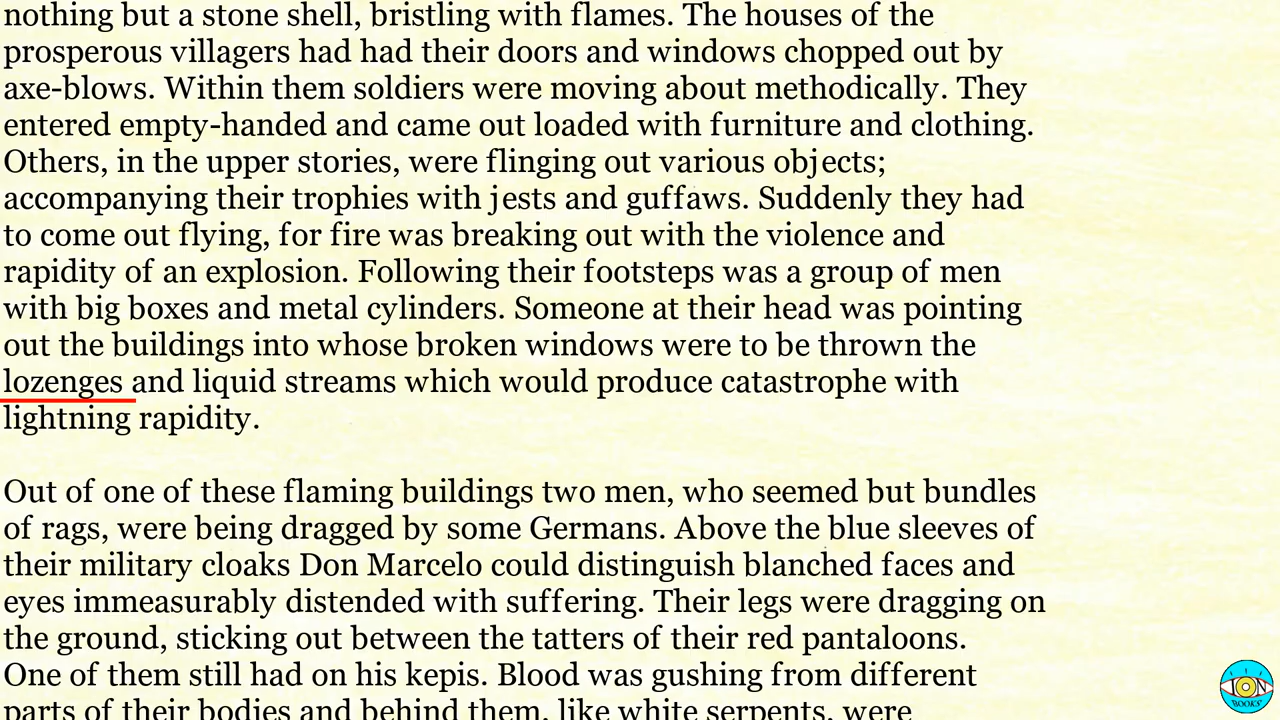 nothing but a stone shell, bristling with flames. The houses of the
prosperous villagers had had their doors and windows chopped out by
axe-blows. Within them soldiers were moving about methodically. They
entered empty-handed and came out loaded with furniture and clothing.
Others, in the upper stories, were flinging out various objects;
accompanying their trophies with jests and guffaws. Suddenly they had
to come out flying, for fire was breaking out with the violence and
rapidity of an explosion. Following their footsteps was a group of men
with big boxes and metal cylinders. Someone at their head was pointing
out the buildings into whose broken windows were to be thrown the
lozenges and liquid streams which would produce catastrophe with
lightning rapidity.
Out of one of these flaming buildings two men, who seemed but bundles
of rags, were being dragged by some Germans. Above the blue sleeves of
their military cloaks Don Marcelo could distinguish blanched faces and
eyes immeasurably distended with suffering. Their legs were dragging on
the ground, sticking out between the tatters of their red pantaloons.
One of them still had on his kepis. Blood was gushing from different
parts of their bodies and behind them, like white serpents, were
ION
BOOKS